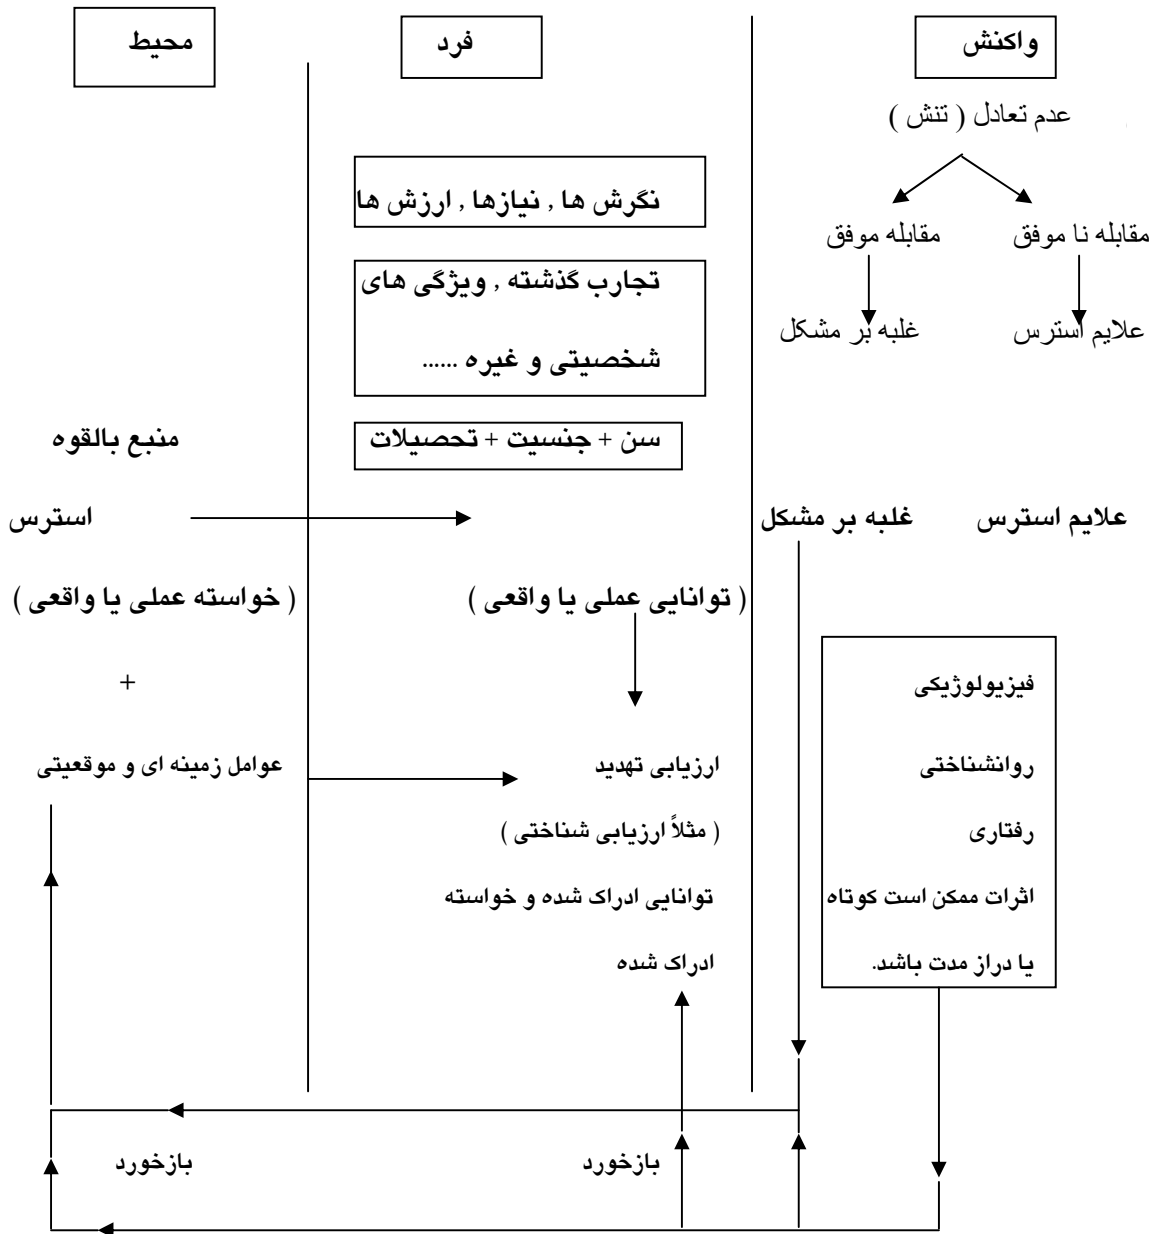 محیط
فرد
واکنش
عدم تعادل ( تنش )
نگرش ها , نیازها , ارزش ها
مقابله موفق
مقابله نا موفق
تجارب گذشته , ویژگی های
شخصیتی و غیره ......
غلبه بر مشکل
علایم استرس
منبع بالقوه
سن + جنسیت + تحصیلات
استرس
غلبه بر مشکل
علایم استرس
( خواسته عملی یا واقعی )
( توانایی عملی یا واقعی )
+
فیزیولوژیکی
عوامل زمینه ای و موقعیتی
ارزیابی تهدید
روانشناختی
( مثلاً ارزیابی شناختی )
رفتاری
توانایی ادراک شده و خواسته
اثرات ممکن است کوتاه
ادراک شده
یا دراز مدت باشد.
بازخورد
بازخورد